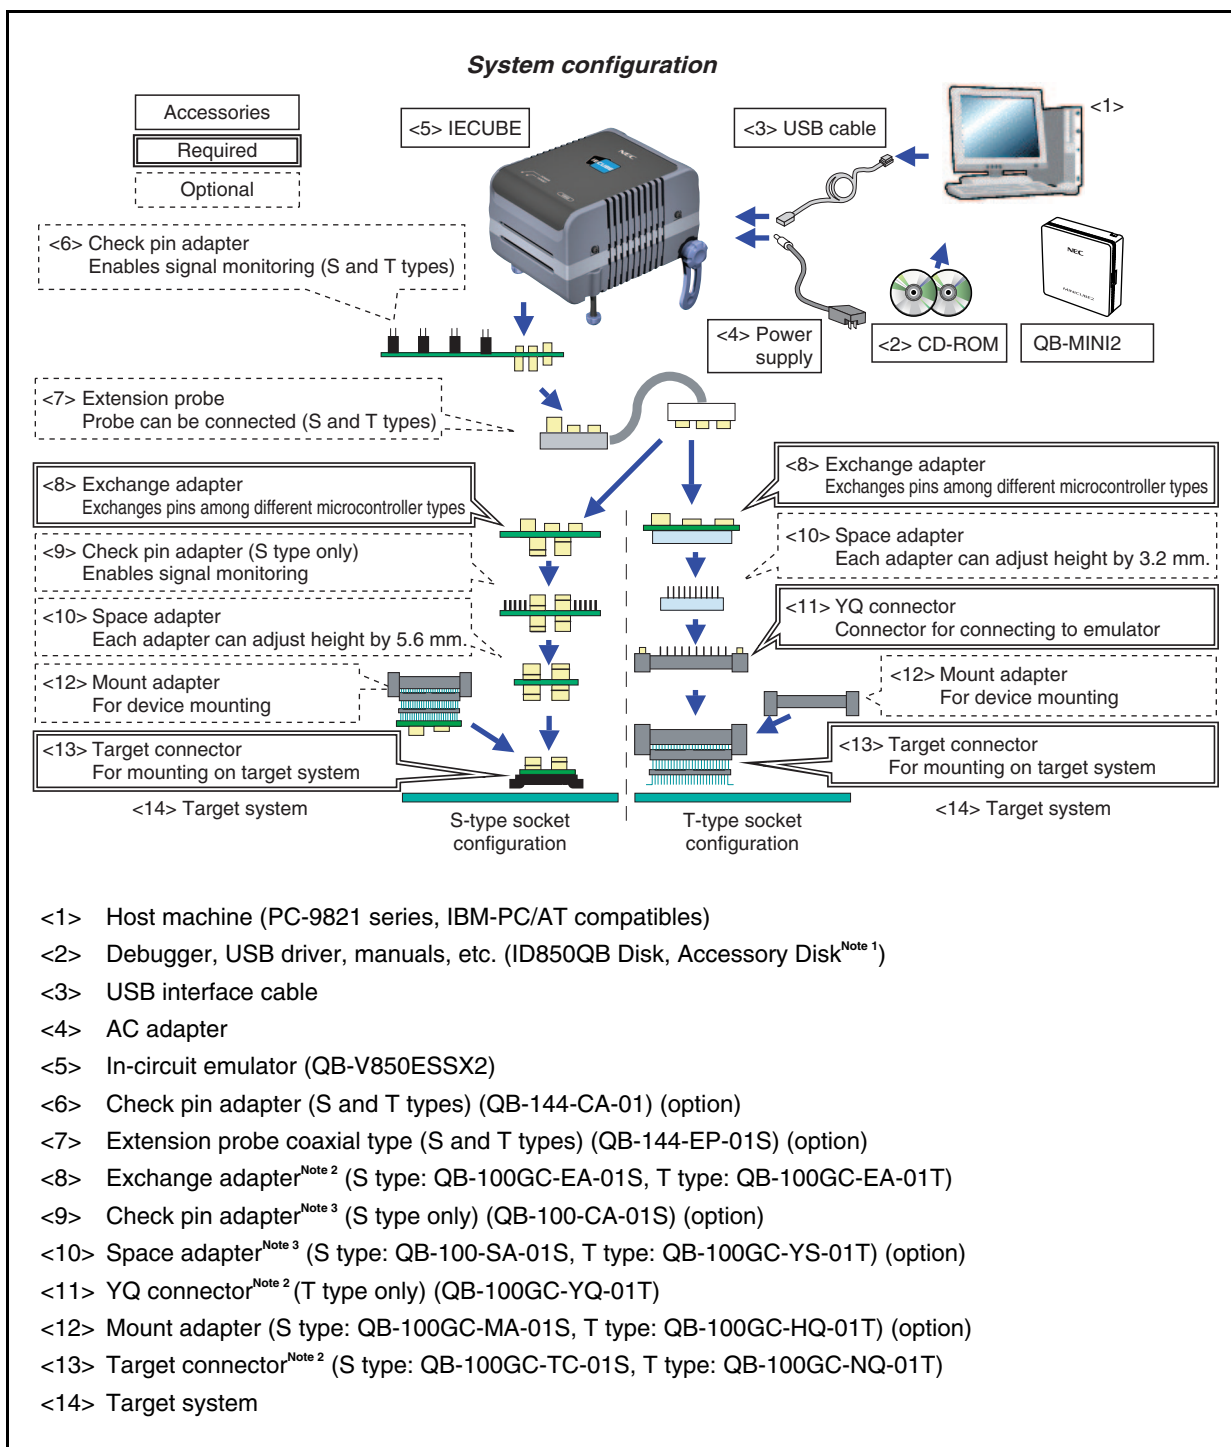 System configuration
Accessories
Required
Optional
<5> IECUBE
<3> USB cable
<1>
NEC
NEC
MINICUBE2
<6> Check pin adapter
Enables signal monitoring (S and T types)
<4> Power
supply
<2> CD-ROM
QB-MINI2
<7> Extension probe
Probe can be connected (S and T types)
<8> Exchange adapter
Exchanges pins among different microcontroller types
<8> Exchange adapter
Exchanges pins among different microcontroller types
<9> Check pin adapter (S type only)
Enables signal monitoring
<10> Space adapter
Each adapter can adjust height by 3.2 mm.
<10> Space adapter
Each adapter can adjust height by 5.6 mm.
<11> YQ connector
Connector for connecting to emulator
<12> Mount adapter
For device mounting
<12> Mount adapter
For device mounting
<13> Target connector
For mounting on target system
<13> Target connector
For mounting on target system
<14> Target system
S-type socket
configuration
T-type socket
configuration
<14> Target system
<1> Host machine (PC-9821 series, IBM-PC/AT compatibles)
<2> Debugger, USB driver, manuals, etc. (ID850QB Disk, Accessory Disk Note 1)
<3> USB interface cable
<4> AC adapter
<5> In-circuit emulator (QB-V850ESSX2)
<6> Check pin adapter (S and T types) (QB-144-CA-01) (option)
<7> Extension probe coaxial type (S and T types) (QB-144-EP-01S) (option)
<8> Exchange adapter Note 2 (S type: QB-100GC-EA-01S, T type: QB-100GC-EA-01T)
<9> Check pin adapter Note 3 (S type only) (QB-100-CA-01S) (option)
<10> Space adapter Note 3 (S type: QB-100-SA-01S, T type: QB-100GC-YS-01T) (option)
<11> YQ connector Note 2 (T type only) (QB-100GC-YQ-01T)
<12> Mount adapter (S type: QB-100GC-MA-01S, T type: QB-100GC-HQ-01T) (option)
<13> Target connector Note 2 (S type: QB-100GC-TC-01S, T type: QB-100GC-NQ-01T)
<14> Target system